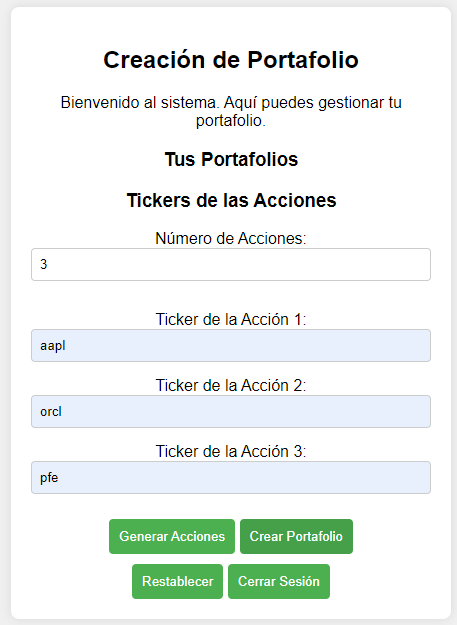 Creación de Portafolio
Bienvenido al sistema. Aquí puedes gestionar tu
portafolio.
Tus Portafolios
Tickers de las Acciones
Número de Acciones:
3
Ticker de la Acción 1:
aapl
Ticker de la Acción 2:
orcl
Ticker de la Acción 3:
pfe
Generar Acciones Crear Portafolio
Restablecer Cerrar Sesión